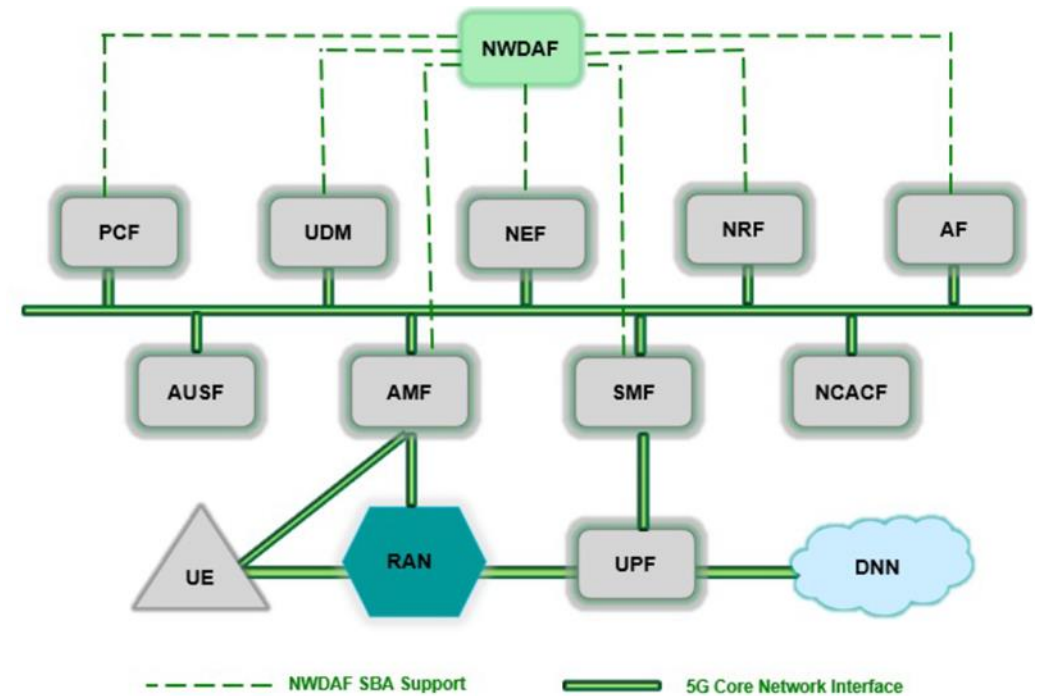 NWDAF
PCF
UDM
NEF
NRF
AF
AUSF
AMF
SMF
NCACF
UE
RAN
UPF
DNN
NWDAF SBA Support
5G Core Network Interface